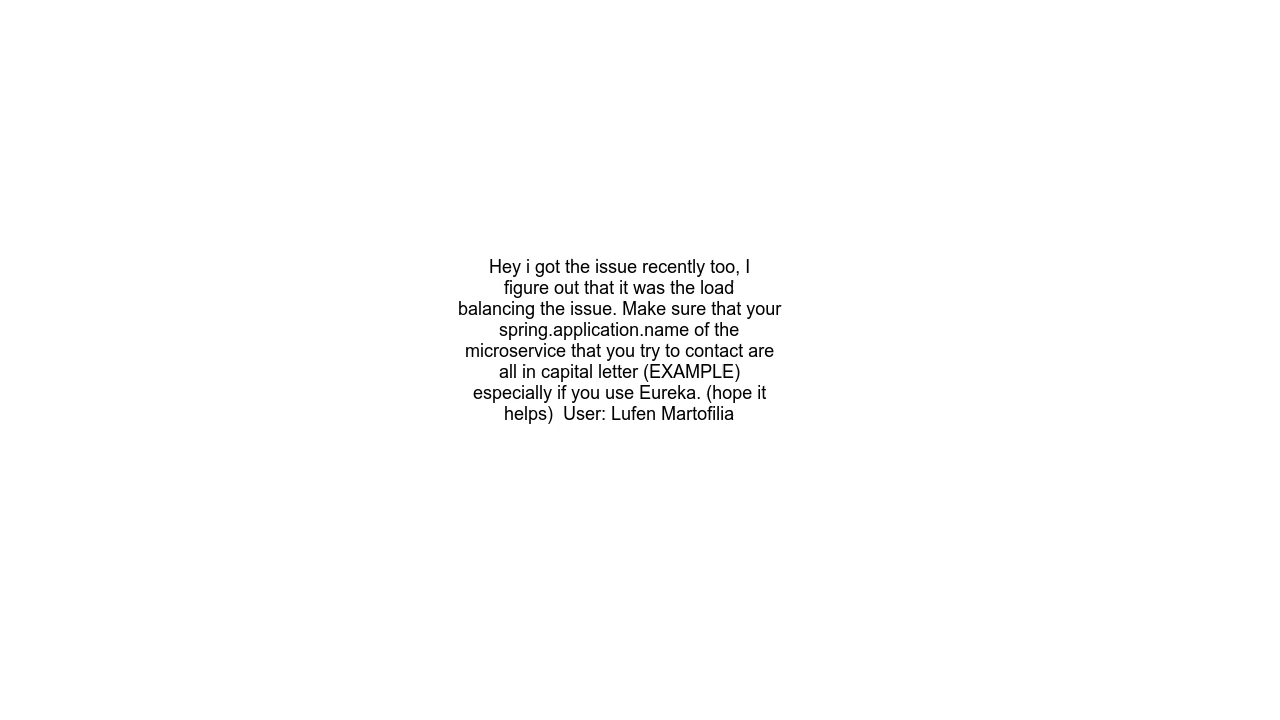 Hey i got the issue recently too, I
figure out that it was the load
balancing the issue. Make sure that your
spring.application.name of the
microservice that you try to contact are
all in capital letter (EXAMPLE)
especially if you use Eureka. (hope it
helps)  User: Lufen Martofilia